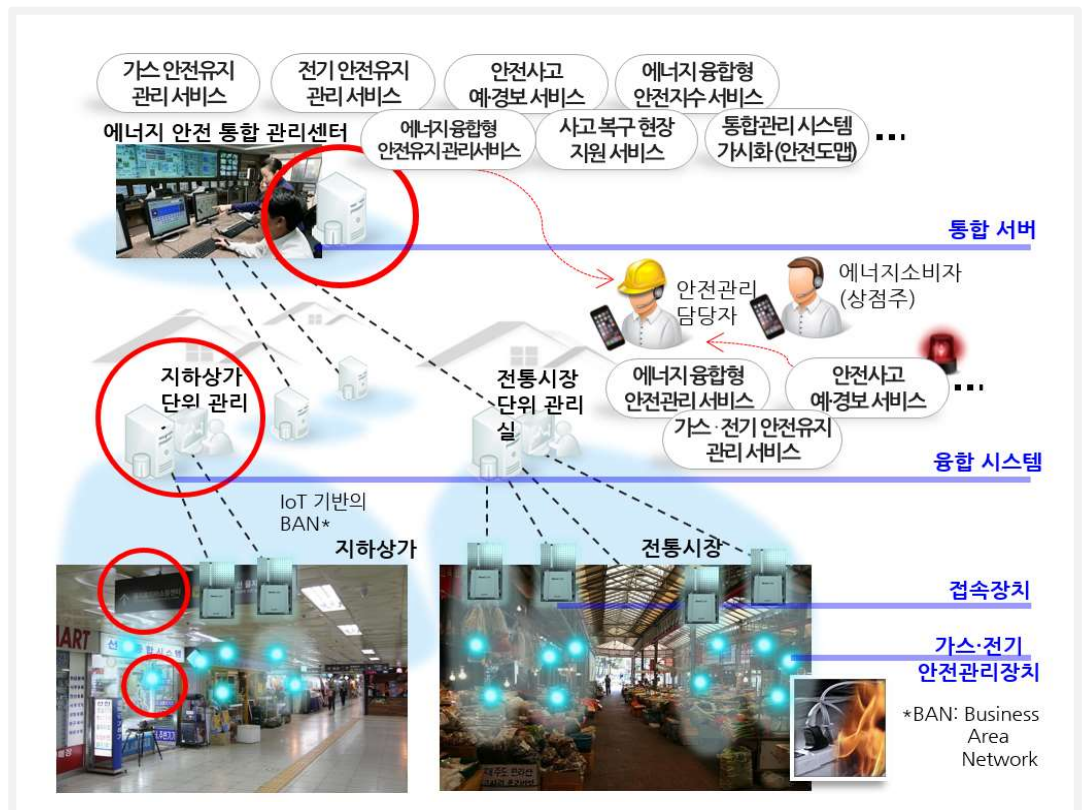 가스 안전유지
관리 서비스
전기 안전유지
관리 서비스
안전사고
예·경보 서비스
에너지 융합형
안전지수 서비스
에너지 안전 통합 관리센터
에너지 융합형
안전유지 관리서비스
사고 복구 현장
지원 서비스
통합관리 시스템
가시화 (안전도맵)
...
통합 서버
안전관리
담당자
에너지소비자
(상점주)
지하상가
단위 관리
전통시장
단위 관리
실
에너지 융합형
안전관리 서비스
안전사고
예·경보 서비스
...
가스·전기 안전유지
관리 서비스
융합 시스템
IoT 기반의
BAN*
지하상가
전통시장
접속장치
가스·전기
안전관리장치
*BAN: Business
Area
Network
MART